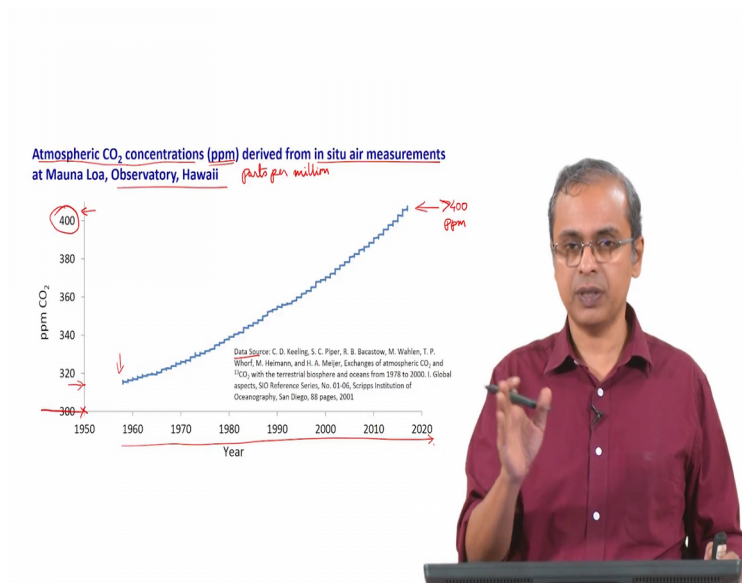 Atmospheric CO₂ concentrations (ppm) derived from in situ air measurements
at Mauna Loa, Observatory, Hawaii parts per million
400
380
360
340
320
300
ppm CO₂
>400
ppm
Data Source: C. D. Keeling, S. C. Piper, R. B. Bacastow, M. Wahlen, T. P.
Whorf, M. Heimann, and H. A. Meijer, Exchanges of atmospheric CO2 and
¹³CO₂ with the terrestrial biosphere and oceans from 1978 to 2000. I. Global
aspects, SIO Reference Series, No. 01-06, Scripps Institution of
Oceanography, San Diego, 88 pages, 2001
1950 1960 1970 1980 1990 2000 2010 2020
Year